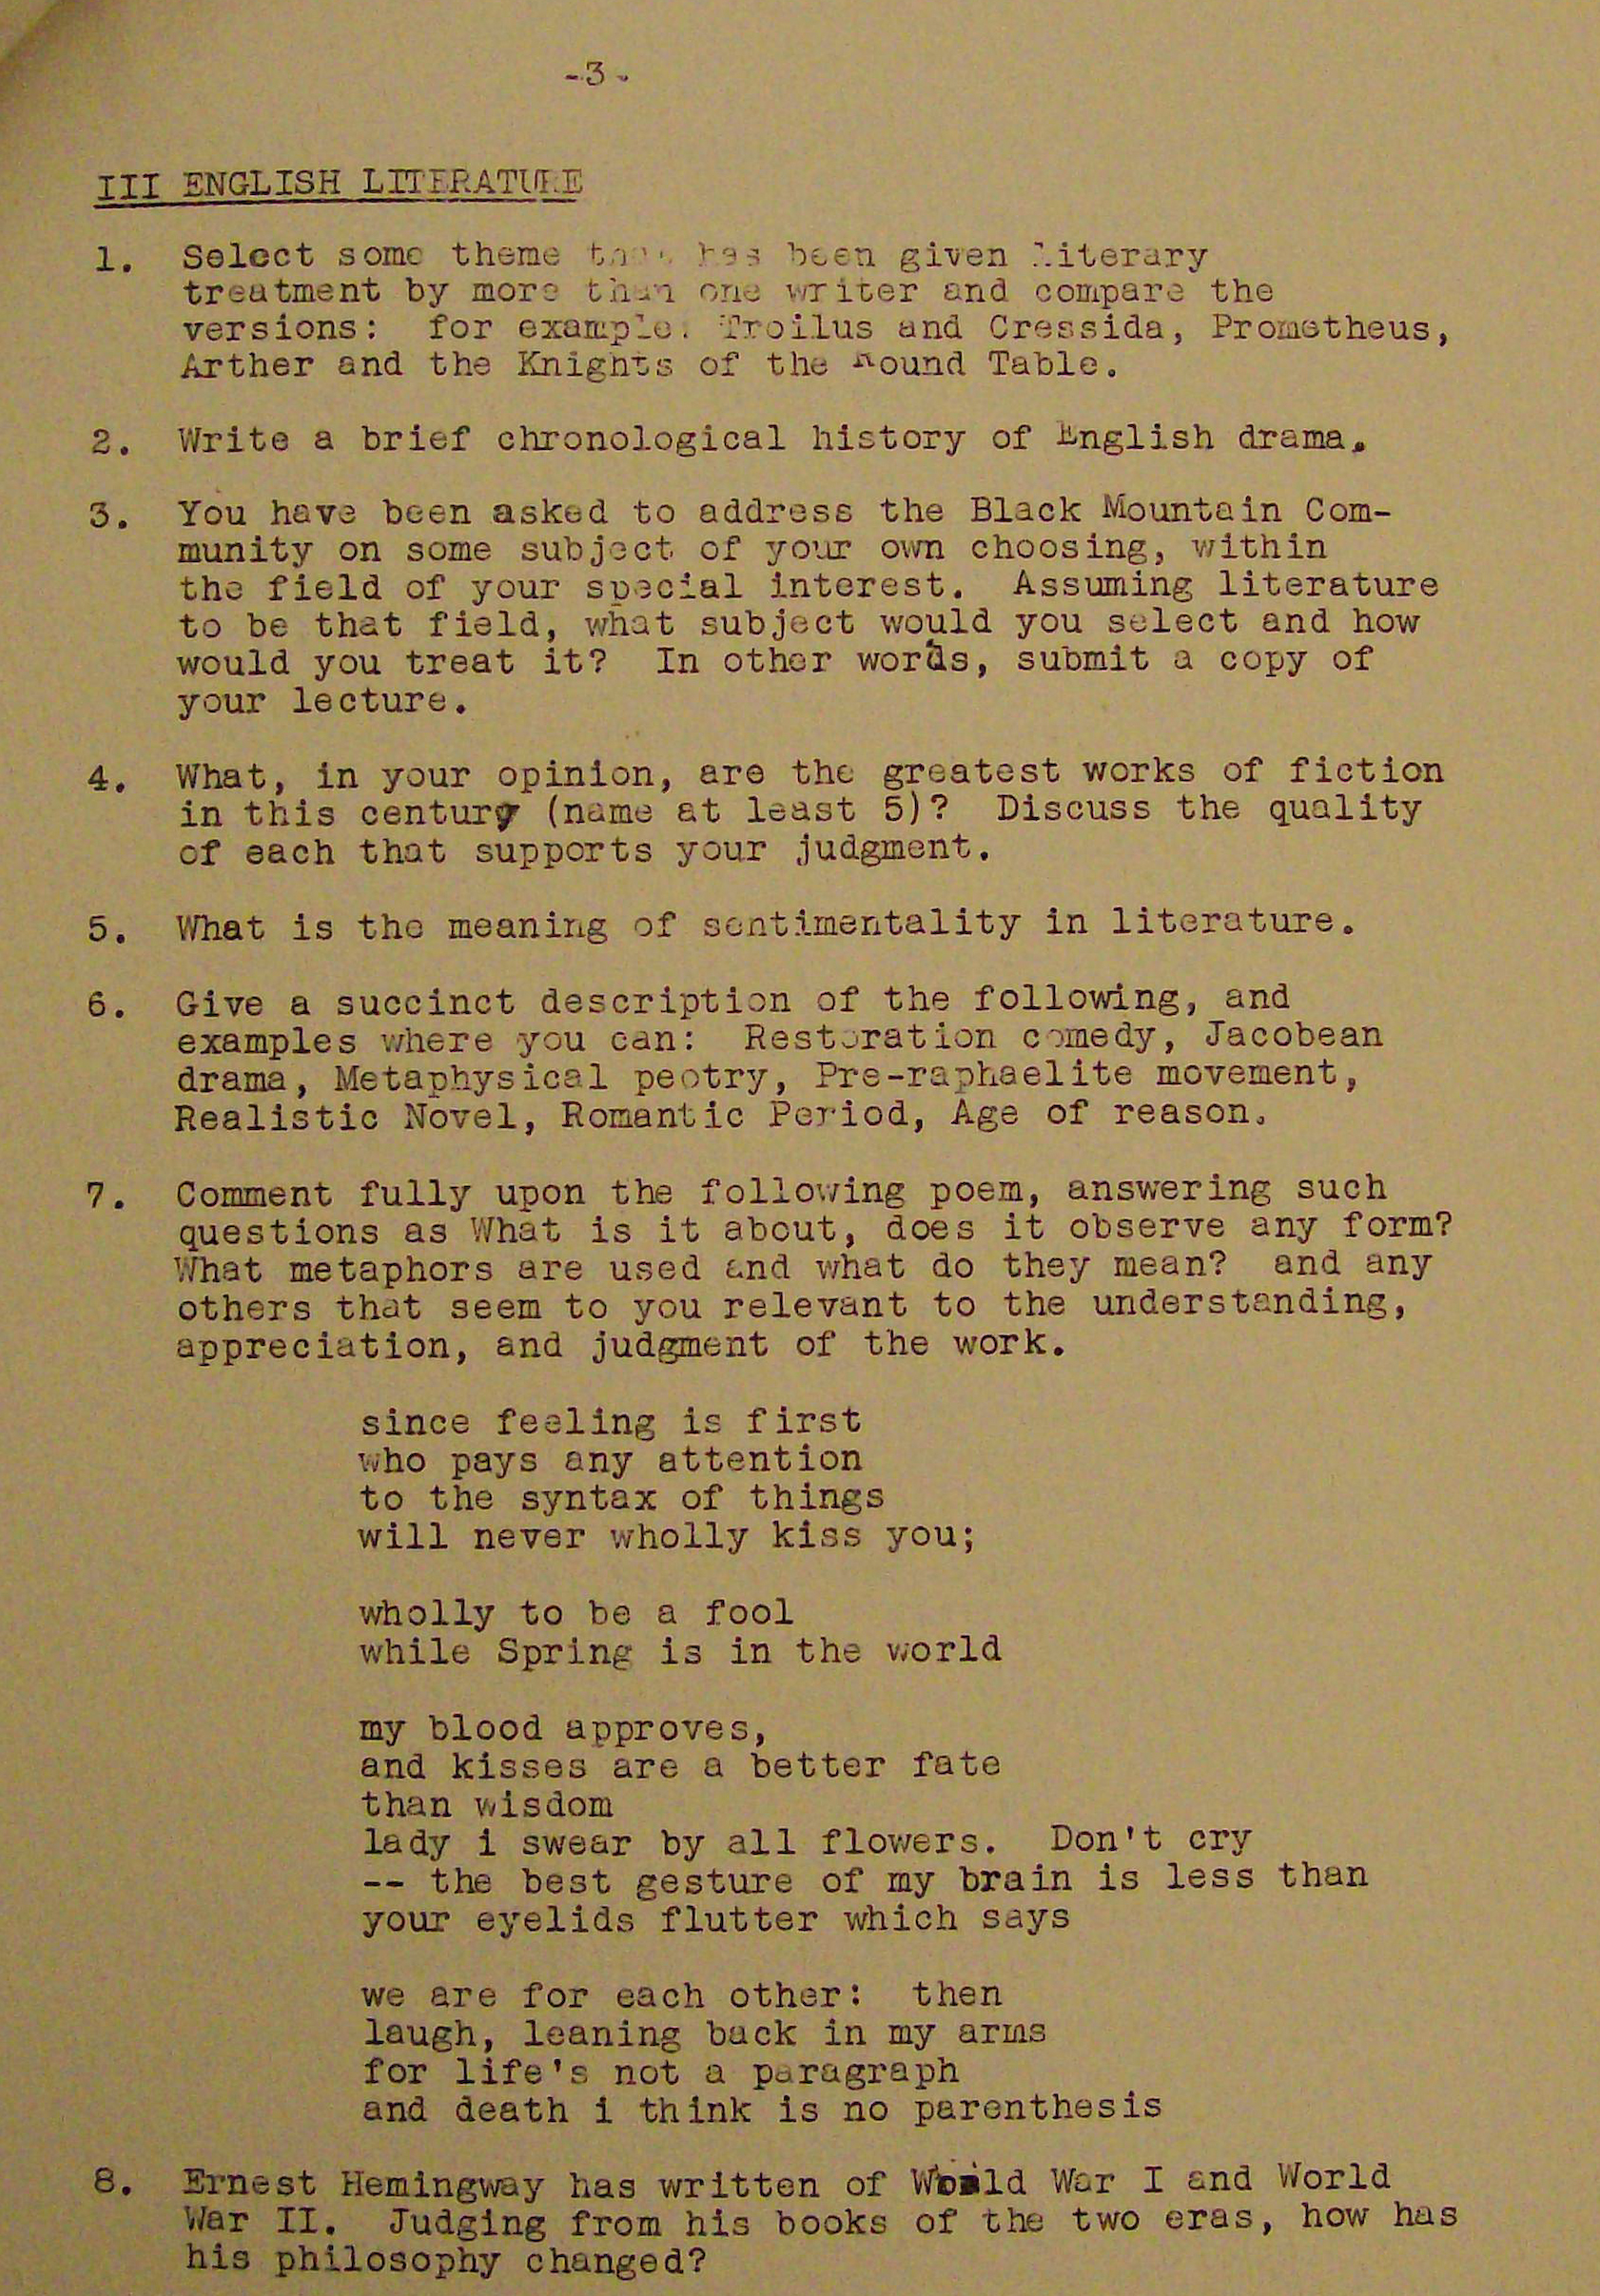 -3-
III ENGLISH LITERATURE
1. Select some theme that has been given literary
treatment by more than one writer and compare the
versions: for example: Troilus and Cressida, Prometheus,
Arther and the Knights of the Round Table.
2. Write a brief chronological history of English drama.
3. You have been asked to address the Black Mountain Com-
munity on some subject of your own choosing, within
the field of your special interest. Assuming literature
to be that field, what subject would you select and how
would you treat it? In other words, submit a copy of
your lecture.
4. What, in your opinion, are the greatest works of fiction
in this century (name at least 5)? Discuss the quality
of each that supports your judgment.
5. What is the meaning of sentimentality in literature.
6. Give a succinct description of the following, and
examples where you can: Restoration comedy, Jacobean
drama, Metaphysical peotry, Pre-raphaelite movement,
Realistic Novel, Romantic Period, Age of reason.
7. Comment fully upon the following poem, answering such
questions as What is it about, does it observe any form?
What metaphors are used and what do they mean? and any
others that seem to you relevant to the understanding,
appreciation, and judgment of the work.
since feeling is first
who pays any attention
to the syntax of things
will never wholly kiss you;
wholly to be a fool
while Spring is in the world
my blood approves,
and kisses are a better fate
than wisdom
lady i swear by all flowers. Don't cry
-- the best gesture of my brain is less than
your eyelids flutter which says
we are for each other: then
laugh, leaning back in my arms
for life's not a paragraph
and death i think is no parenthesis
8. Ernest Hemingway has written of World War I and World
War II. Judging from his books of the two eras, how has
his philosophy changed?